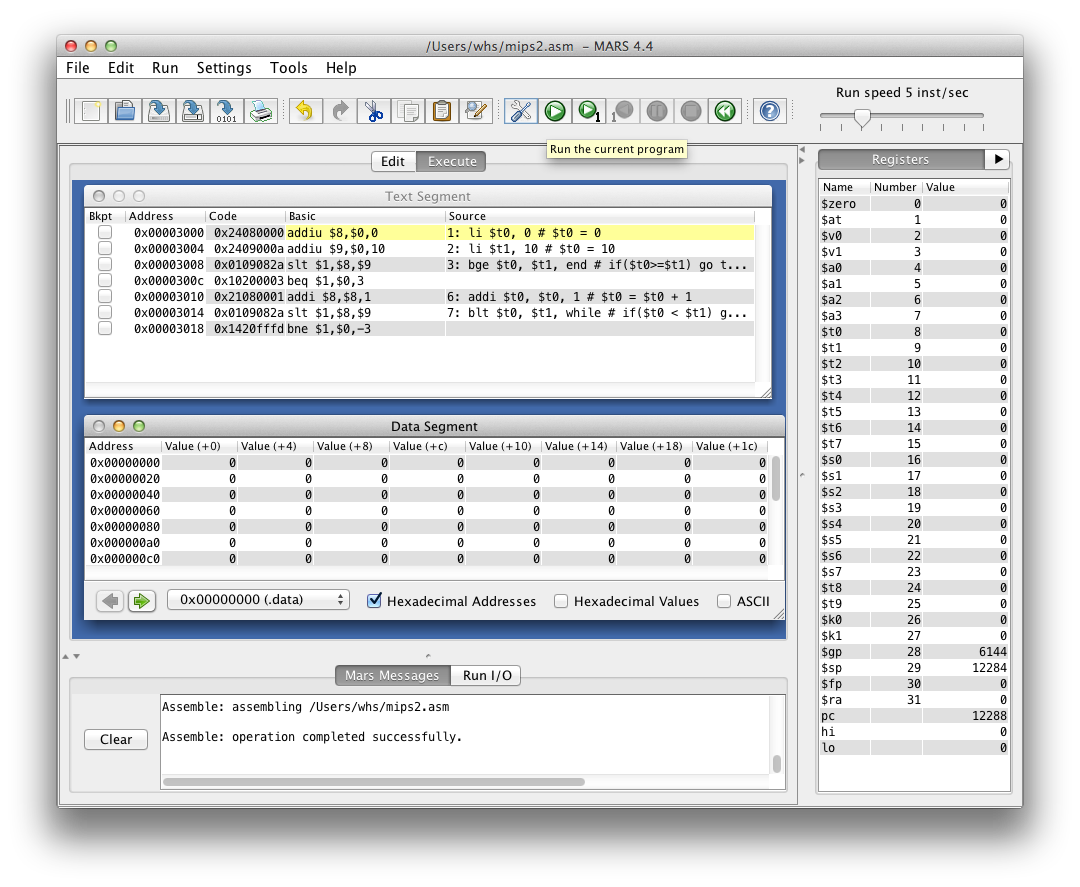 /Users/whs/mips2.asm - MARS 4.4
File Edit Run Settings Tools Help
Run speed 5 inst/sec
0101
1
1
?
Run the current program
Edit Execute
Registers
Text Segment
Bkpt Address Code Basic Source
0x00003000 0x24080000 addiu $8,$0,0 1: li $t0, 0 # $t0 = 0
0x00003004 0x2409000a addiu $9,$0,10 2: li $t1, 10 # $t0 = 10
0x00003008 0x0109082a slt $1,$8,$9 3: bge $t0, $t1, end # if($t0>=$t1) go t...
0x0000300c 0x10200003 beq $1,$0,3
0x00003010 0x21080001 addi $8,$8,1 6: addi $t0, $t0, 1 # $t0 = $t0 + 1
0x00003014 0x0109082a slt $1,$8,$9 7: blt $t0, $t1, while # if($t0 < $t1) g...
0x00003018 0x1420fffd bne $1,$0,-3
Data Segment
Address Value (+0) Value (+4) Value (+8) Value (+c) Value (+10) Value (+14) Value (+18) Value (+1c)
0x00000000 0 0 0 0 0 0 0 0
0x00000020 0 0 0 0 0 0 0 0
0x00000040 0 0 0 0 0 0 0 0
0x00000060 0 0 0 0 0 0 0 0
0x00000080 0 0 0 0 0 0 0 0
0x000000a0 0 0 0 0 0 0 0 0
0x000000c0 0 0 0 0 0 0 0 0
0x00000000 (.data) Hexadecimal Addresses Hexadecimal Values ASCII
Mars Messages Run I/O
Assemble: assembling /Users/whs/mips2.asm
Assemble: operation completed successfully.
Clear
Name Number Value
$zero 0 0
$at 1 0
$v0 2 0
$v1 3 0
$a0 4 0
$a1 5 0
$a2 6 0
$a3 7 0
$t0 8 0
$t1 9 0
$t2 10 0
$t3 11 0
$t4 12 0
$t5 13 0
$t6 14 0
$t7 15 0
$s0 16 0
$s1 17 0
$s2 18 0
$s3 19 0
$s4 20 0
$s5 21 0
$s6 22 0
$s7 23 0
$t8 24 0
$t9 25 0
$k0 26 0
$k1 27 0
$gp 28 6144
$sp 29 12284
$fp 30 0
$ra 31 0
pc 12288
hi 0
lo 0